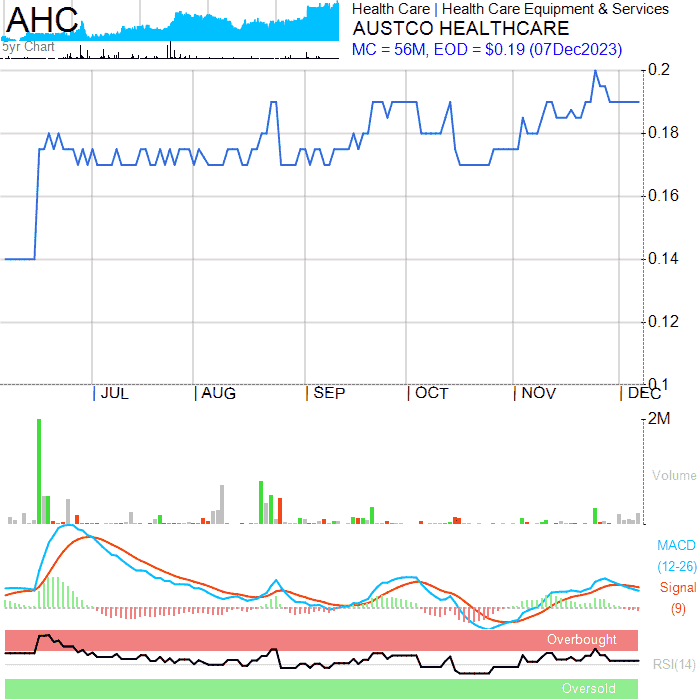 AHC
5yr Chart
Health Care | Health Care Equipment & Services
AUSTCO HEALTHCARE
MC = 56M, EOD = $0.19 (07Dec2023)
0.2
0.18
0.16
0.14
0.12
0.1
JUL AUG SEP OCT NOV DEC
2M
Volume
MACD
(12-26)
Signal
(9)
Overbought
RSI(14)
Oversold